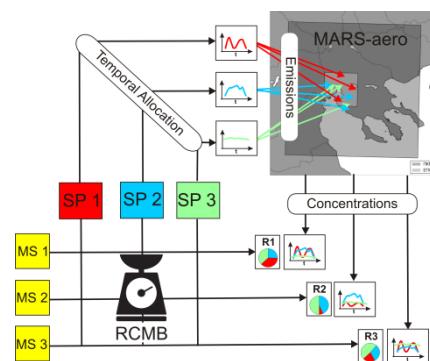 MARS-aero
Temporal Allocation
Emissions
t
t
t
SP 1
SP 2
SP 3
Concentrations
MS 1
R1
t
MS 2
R2
t
RCMB
MS 3
R3
t